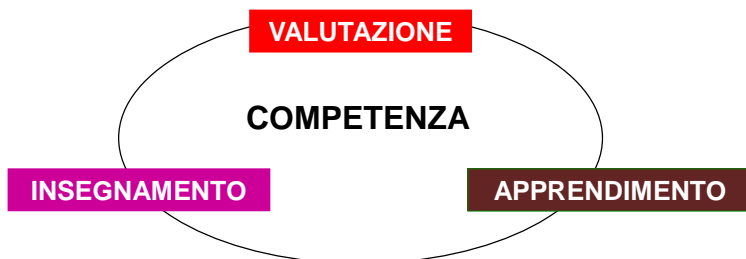 VALUTAZIONE
COMPETENZA
INSEGNAMENTO
APPRENDIMENTO